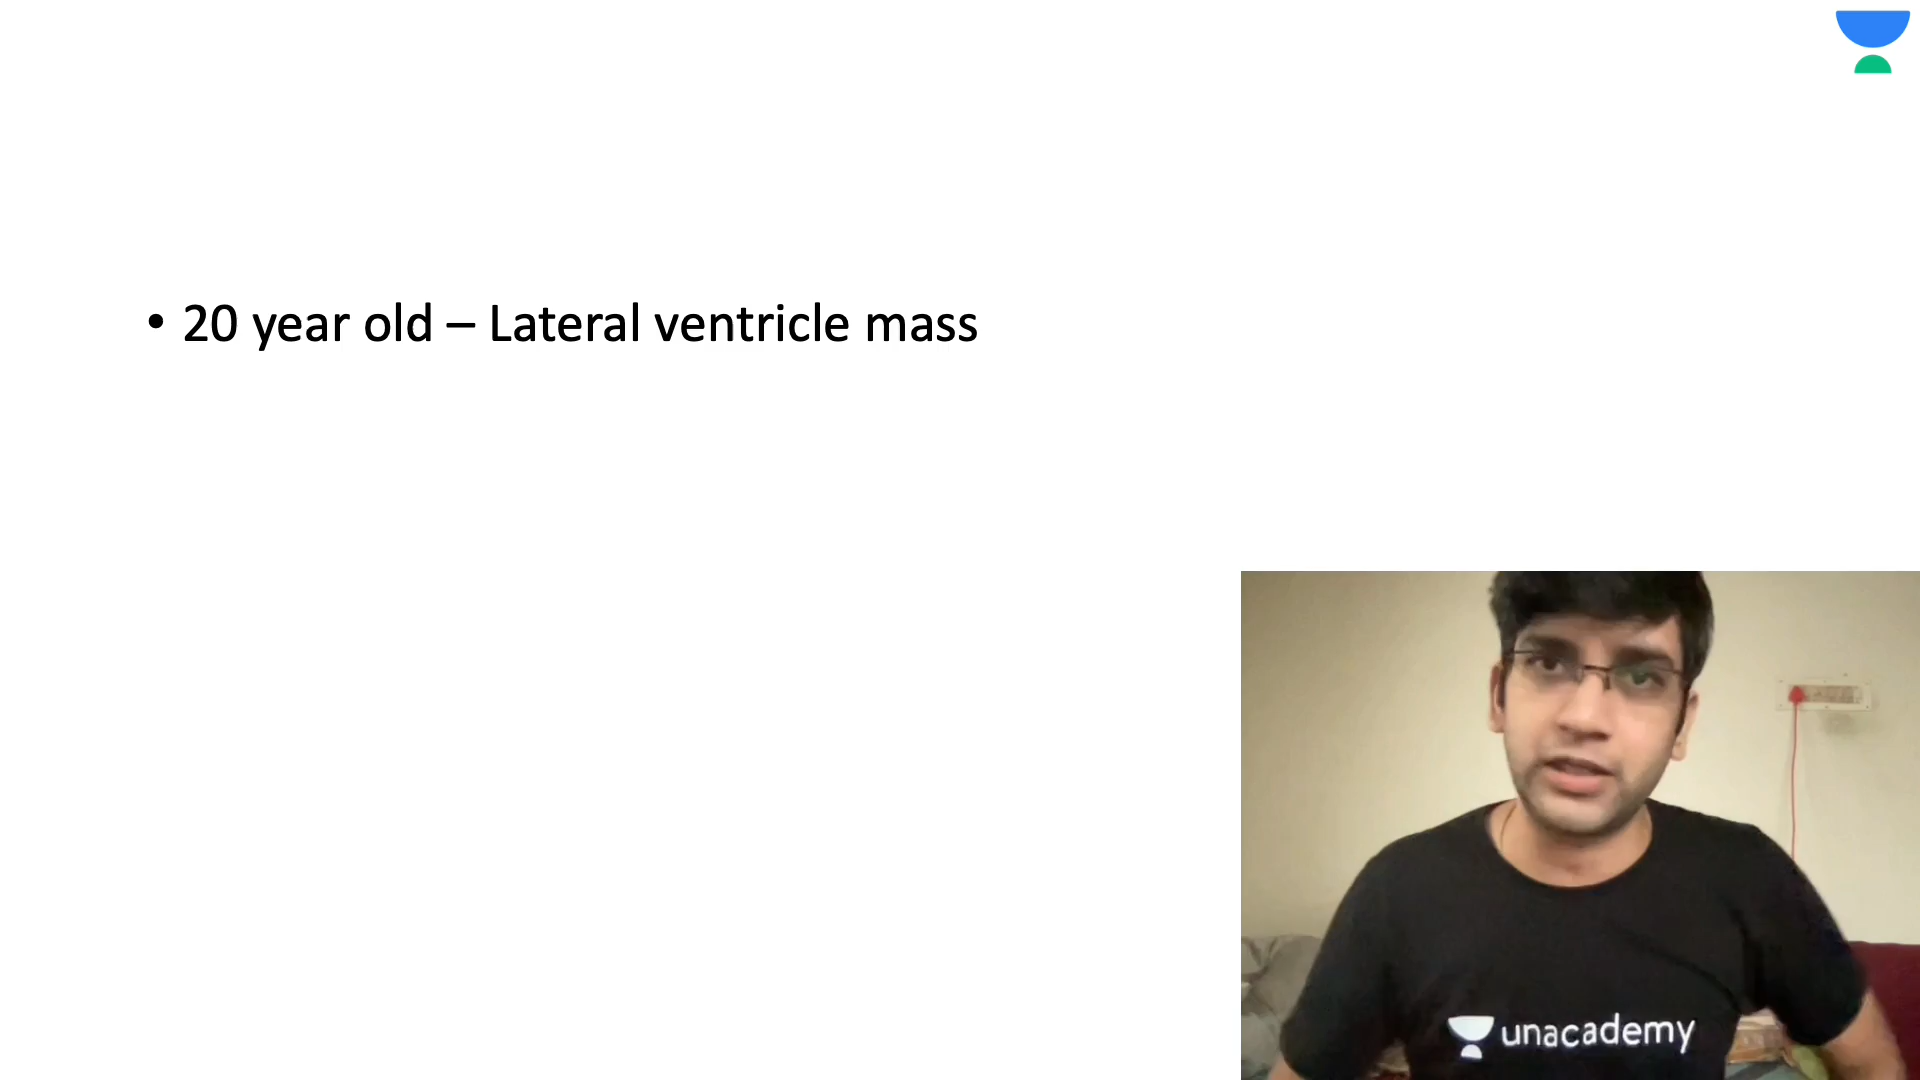 • 20 year old – Lateral ventricle mass
unacademy